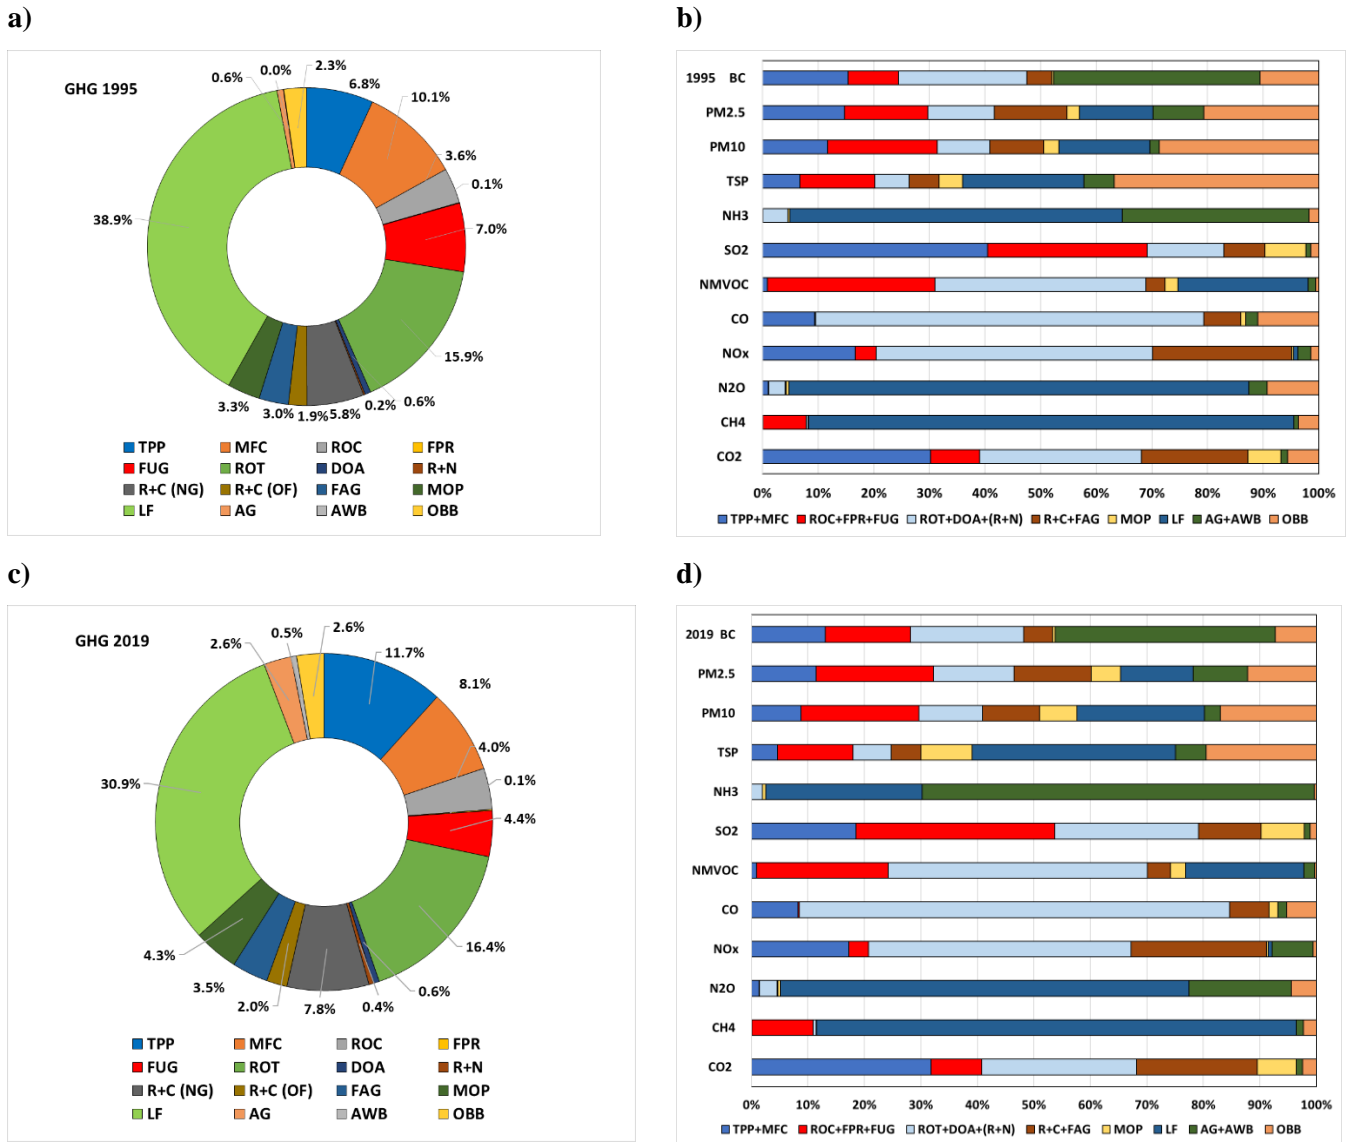 a)
GHG 1995
0.6%
0.0%
2.3%
6.8%
10.1%
3.6%
0.1%
7.0%
38.9%
15.9%
3.3%
3.0%
1.9%
5.8%
0.2%
0.6%
TPP MFC ROC FPR
FUG ROT DOA R+N
R+C (NG) R+C (OF) FAG MOP
LF AG AWB OBB
b)
1995 BC
PM2.5
PM10
TSP
NH3
SO2
NMVOC
CO
NOx
N2O
CH4
CO2
0% 10% 20% 30% 40% 50% 60% 70% 80% 90% 100%
TPP+MFC ROC+FPR+FUG ROT+DOA+(R+N) R+C+FAG MOP LF AG+AWB OBB
c)
GHG 2019
2.6%
0.5%
2.6%
11.7%
8.1%
4.0%
0.1%
4.4%
30.9%
16.4%
4.3%
3.5%
2.0%
7.8%
0.4%
0.6%
TPP MFC ROC FPR
FUG ROT DOA R+N
R+C (NG) R+C (OF) FAG MOP
LF AG AWB OBB
d)
2019 BC
PM2.5
PM10
TSP
NH3
SO2
NMVOC
CO
NOx
N2O
CH4
CO2
0% 10% 20% 30% 40% 50% 60% 70% 80% 90% 100%
TPP+MFC ROC+FPR+FUG ROT+DOA+(R+N) R+C+FAG MOP LF AG+AWB OBB